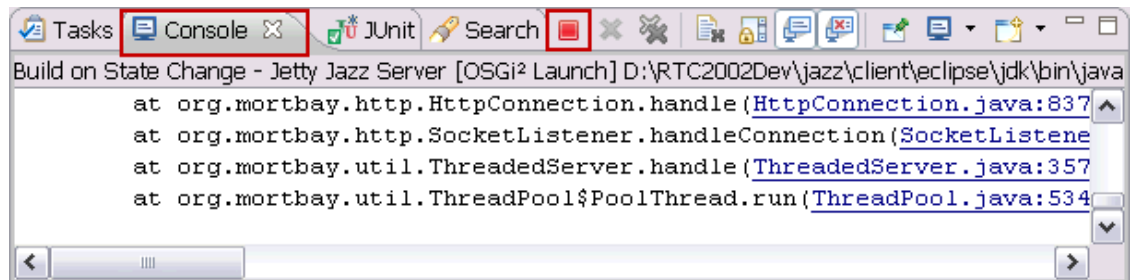 Tasks Console JUnit Search
Build on State Change - Jetty Jazz Server [OSGi² Launch] D:\RTC2002Dev\jazz\client\eclipse\jdk\bin\java
at org.mortbay.http.HttpConnection.handle(HttpConnection.java:837
at org.mortbay.http.SocketListener.handleConnection(SocketListene
at org.mortbay.util.ThreadedServer.handle(ThreadedServer.java:357
at org.mortbay.util.ThreadPool$PoolThread.run(ThreadPool.java:534